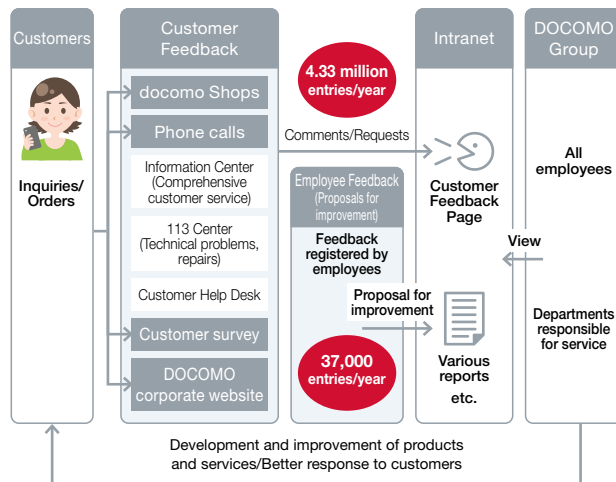 Customers
Inquiries/
Orders
Customer
Feedback
docomo Shops
Phone calls
Information Center
(Comprehensive
customer service)
113 Center
(Technical problems,
repairs)
Customer Help Desk
Customer survey
DOCOMO
corporate website
4.33 million
entries/year
Comments/Requests
Employee Feedback
(Proposals for
improvement)
Feedback
registered by
employees
Proposal for
improvement
37,000
entries/year
Intranet
Customer
Feedback
Page
Various
reports
etc.
DOCOMO
Group
All
employees
View
Departments
responsible
for service
Development and improvement of products
and services/Better response to customers